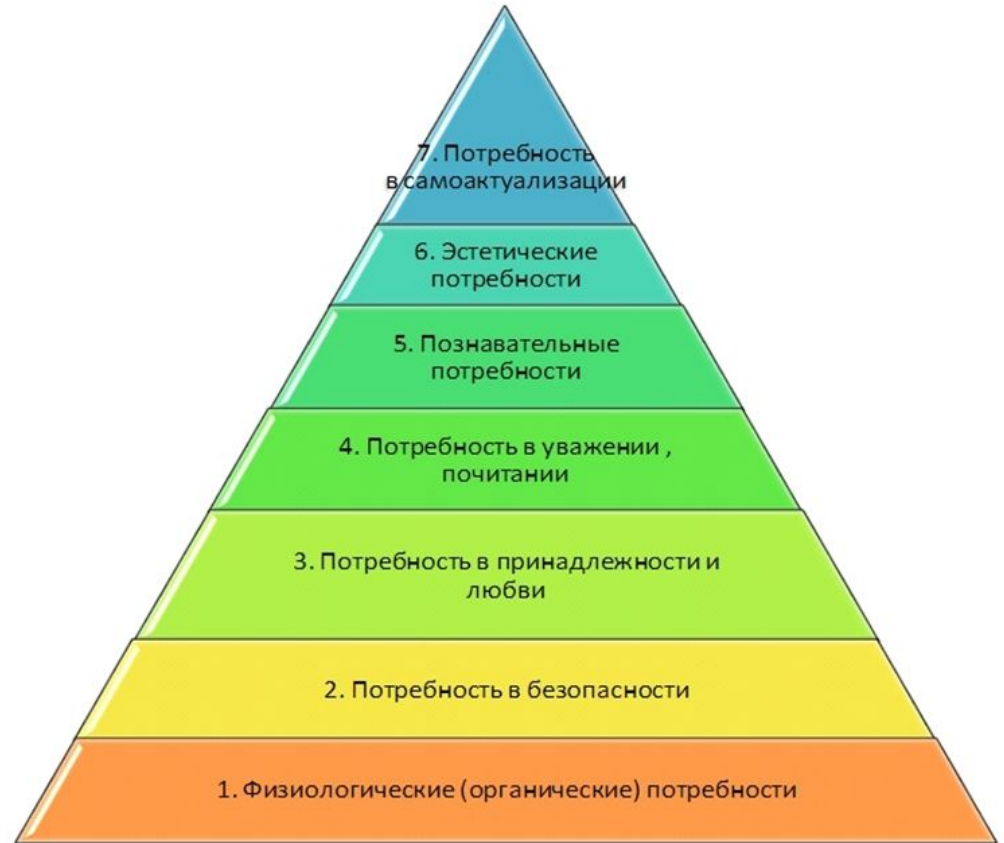 7. Потребность
в самоактуализации
6. Эстетические
потребности
5. Познавательные
потребности
4. Потребность в уважении ,
почитании
3. Потребность в принадлежности и
любви
2. Потребность в безопасности
1. Физиологические (органические) потребности